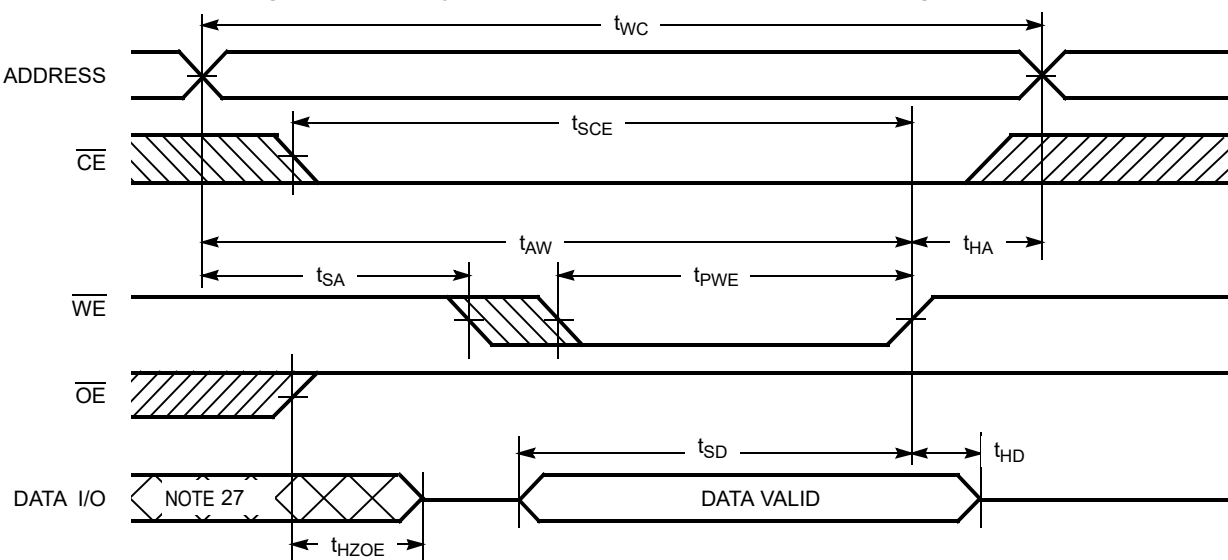 tWC
ADDRESS
tSCE
CE
tAW
tHA
tSA
tPWE
WE
OE
tSD
tHD
DATA I/O
NOTE 27
DATA VALID
tHZOE